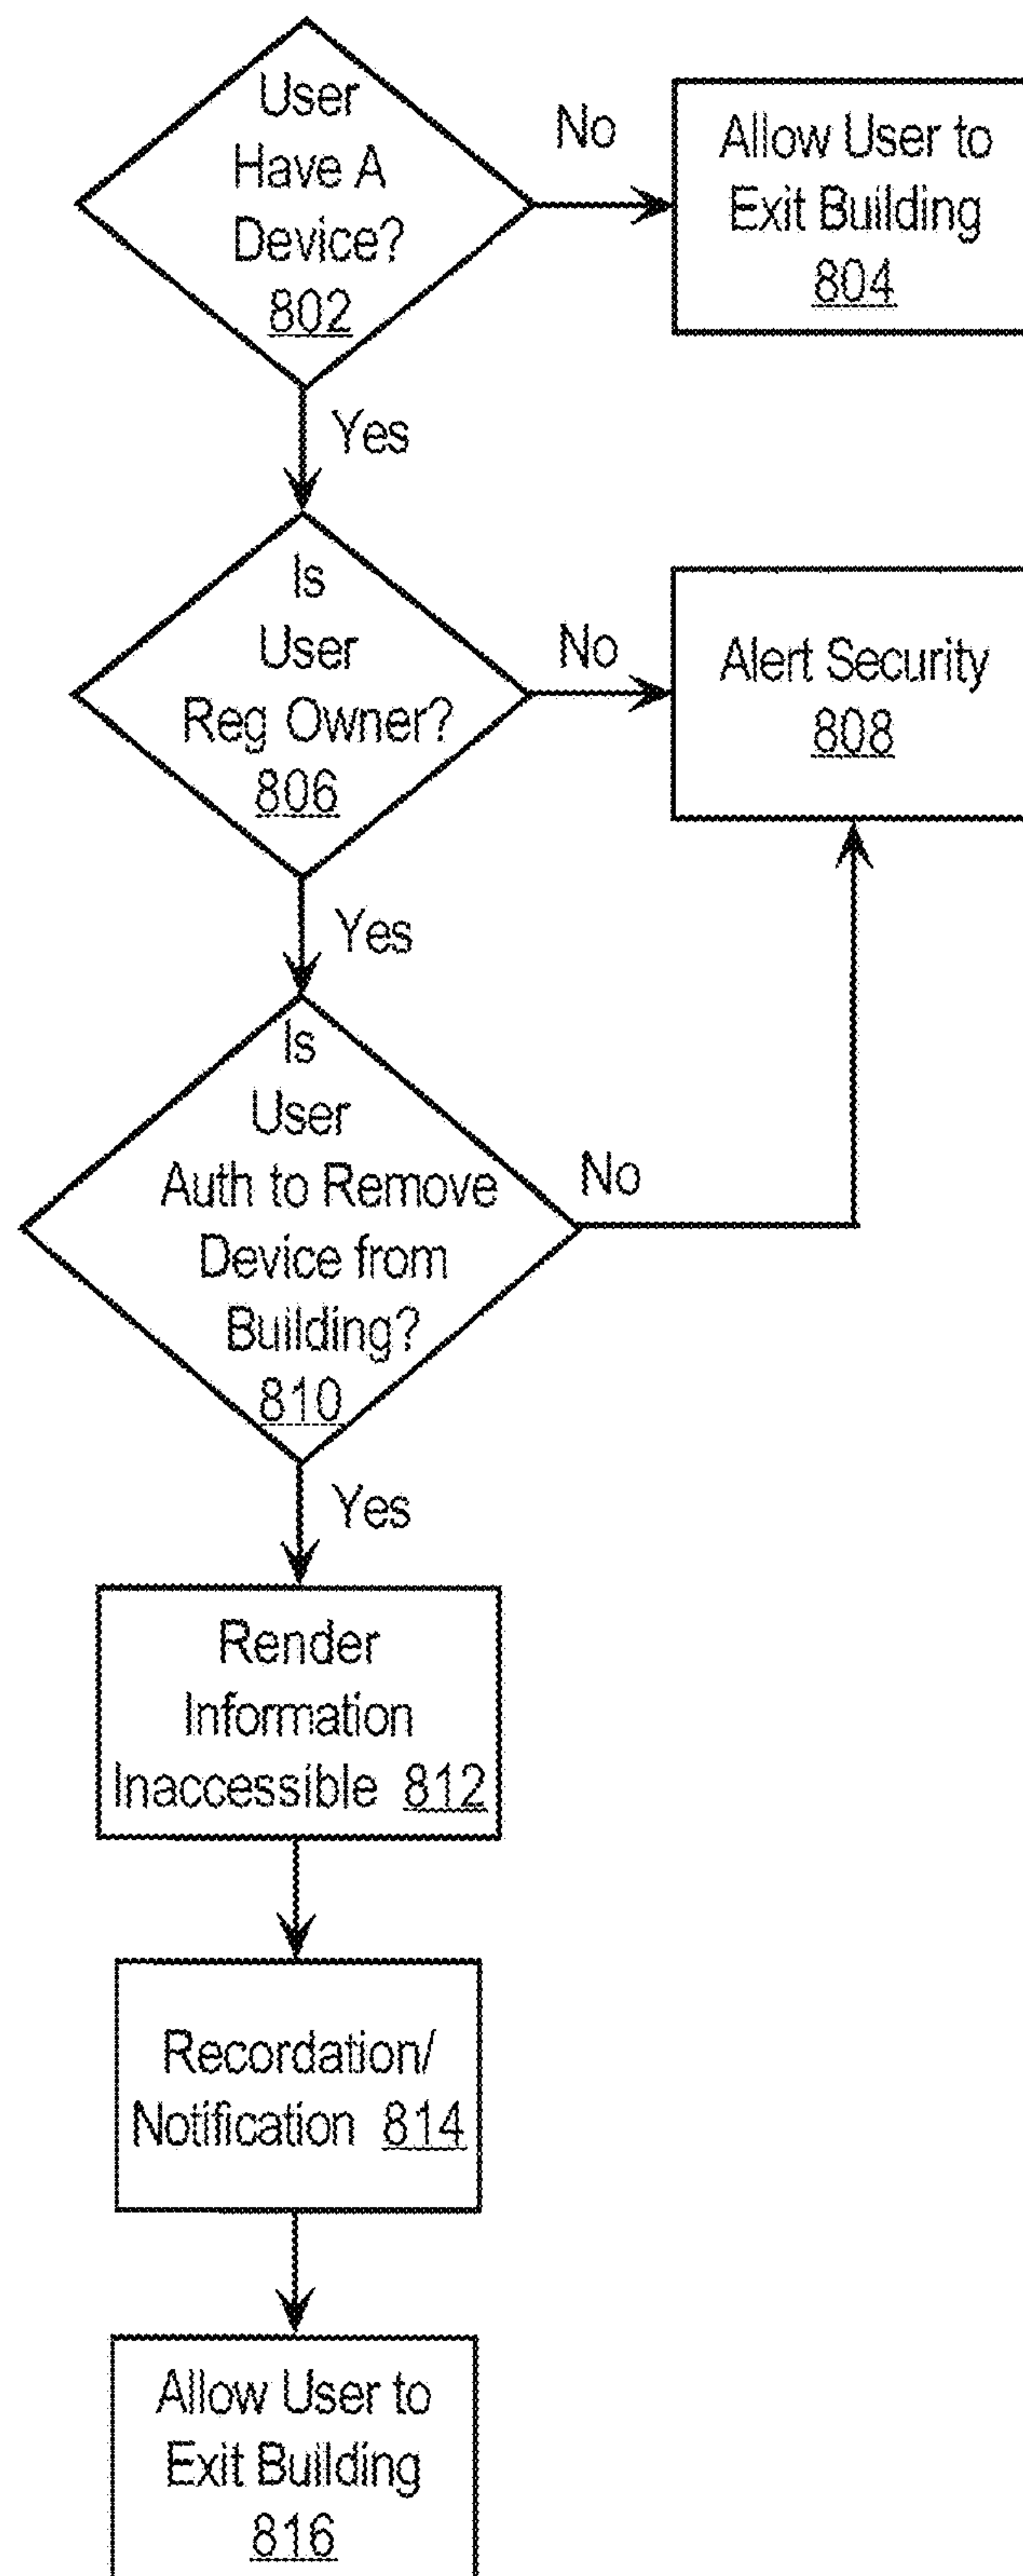 User
Have A
Device?
802
No
Allow User to
Exit Building
804
Yes
Is
User
Reg Owner?
806
No
Alert Security
808
Yes
Is
User
Auth to Remove
Device from
Building?
810
No
Yes
Render
Information
Inaccessible 812
Recordation/
Notification 814
Allow User to
Exit Building
816